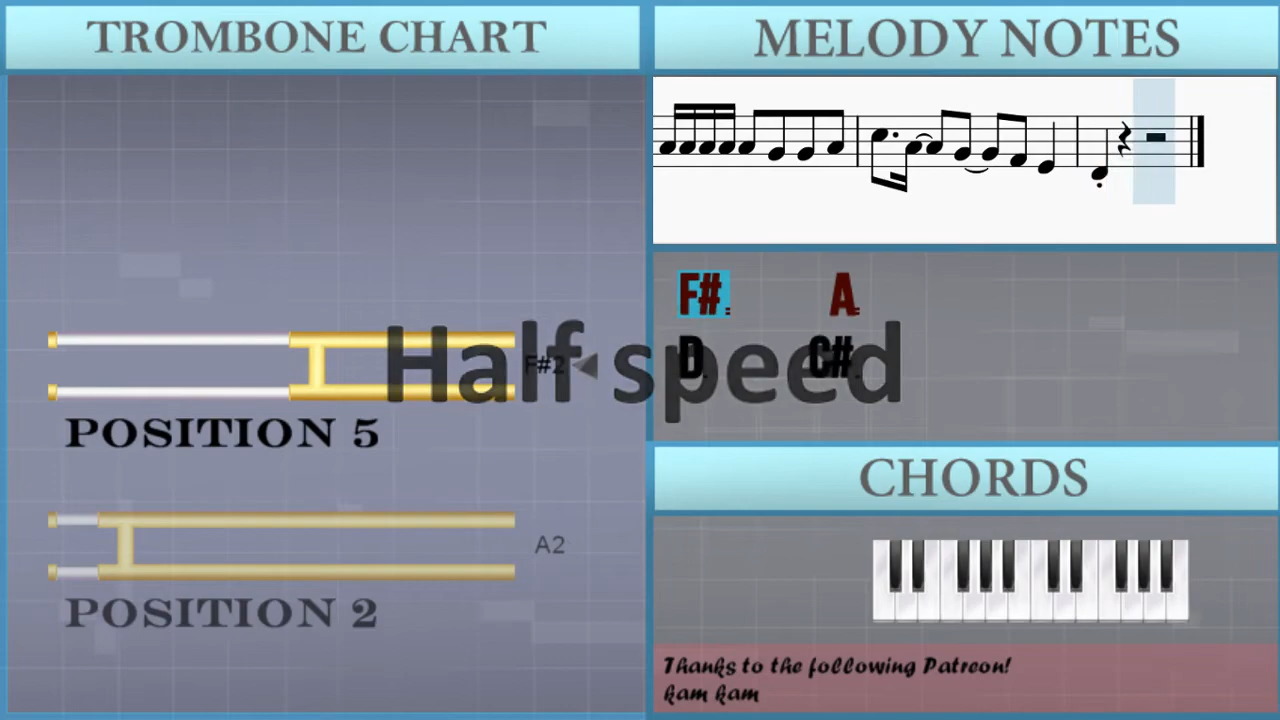 TROMBONE CHART
MELODY NOTES
F#. A.
D. C#.
Half speed
F#2
POSITION 5
CHORDS
A2
POSITION 2
Thanks to the following Patreon!
kam kam